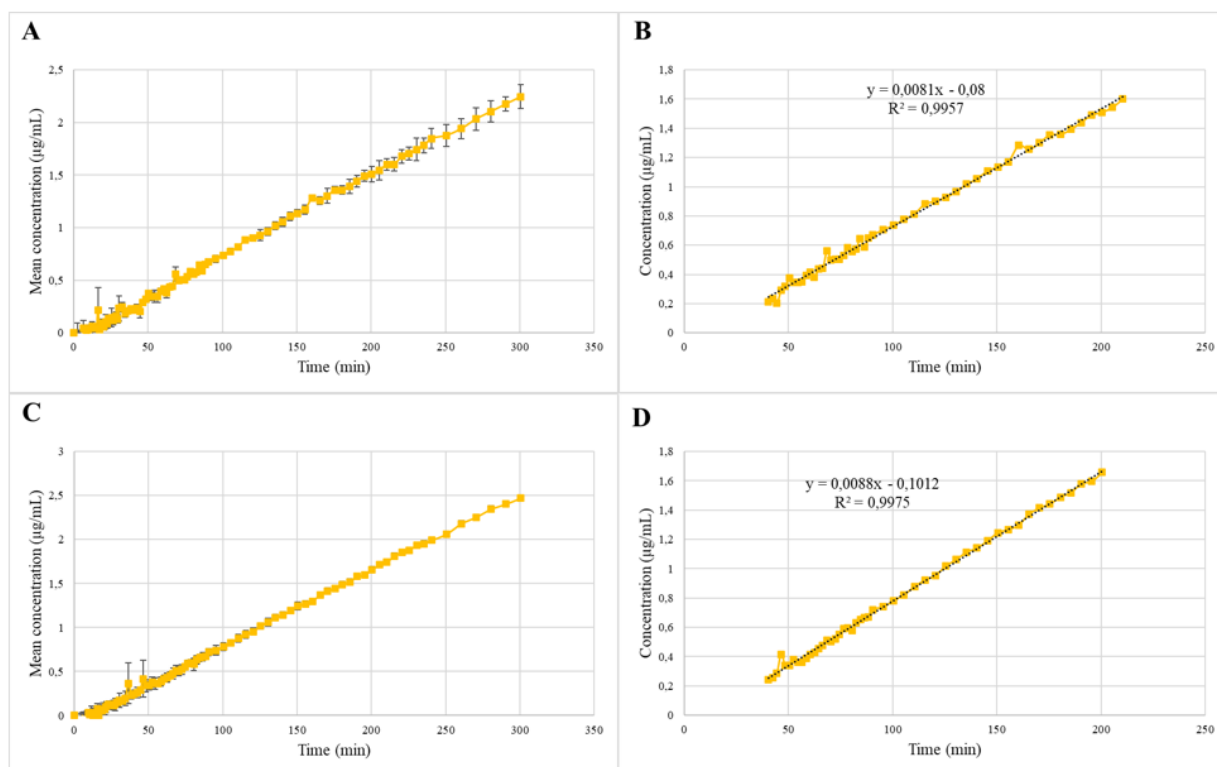 A
Mean concentration (µg/mL)
2,5
2
1,5
1
0,5
0
0 50 100 150 200 250 300 350
Time (min)
B
Concentration (µg/mL)
1,8
1,6
1,4
1,2
1
0,8
0,6
0,4
0,2
0
y = 0,0081x - 0,08
R² = 0,9957
0 50 100 150 200 250
Time (min)
C
Mean concentration (µg/mL)
3
2,5
2
1,5
1
0,5
0
0 50 100 150 200 250 300 350
Time (min)
D
Concentration (µg/mL)
1,8
1,6
1,4
1,2
1
0,8
0,6
0,4
0,2
0
y = 0,0088x - 0,1012
R² = 0,9975
0 50 100 150 200 250
Time (min)